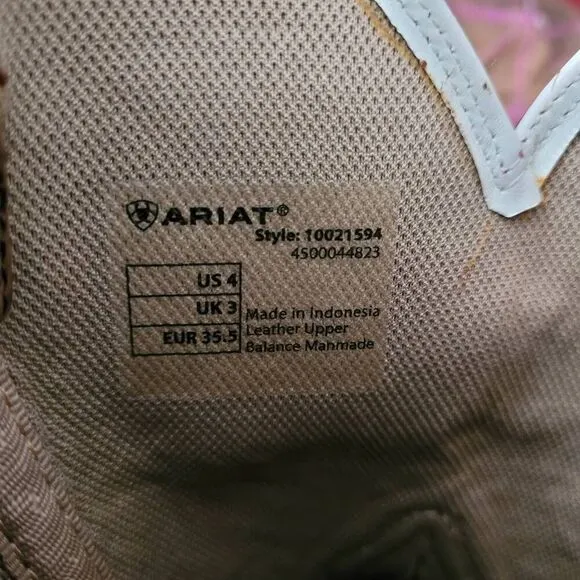 ARIAT®
Style: 10021594
4500044823
US 4
UK 3
EUR 35.5
Made in Indonesia
Leather Upper
Balance Manmade